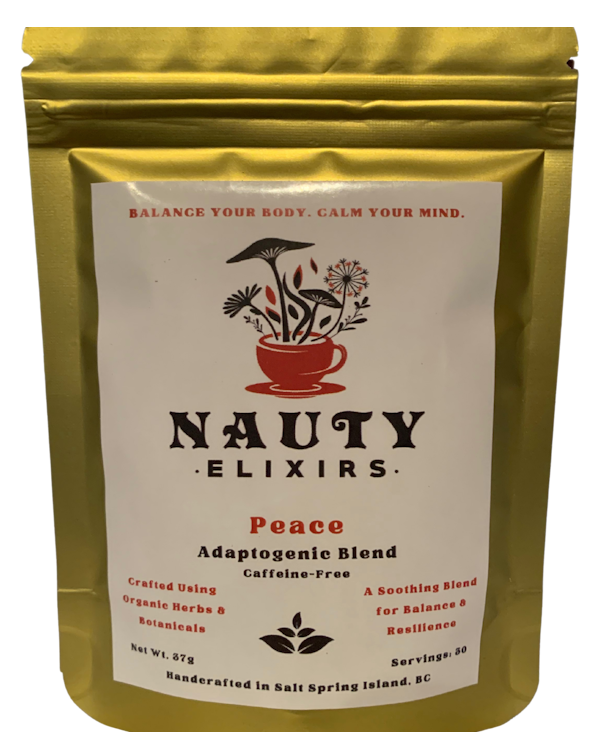 BALANCE YOUR BODY. CALM YOUR MIND.
NAUTY
·ELIXIRS·
Peace
Adaptogenic Blend
Caffeine-Free
Crafted Using
Organic Herbs &
Botanicals
A Soothing Blend
for Balance &
Resilience
Net Wt. 37g
Servings: 30
Handcrafted in Salt Spring Island, BC